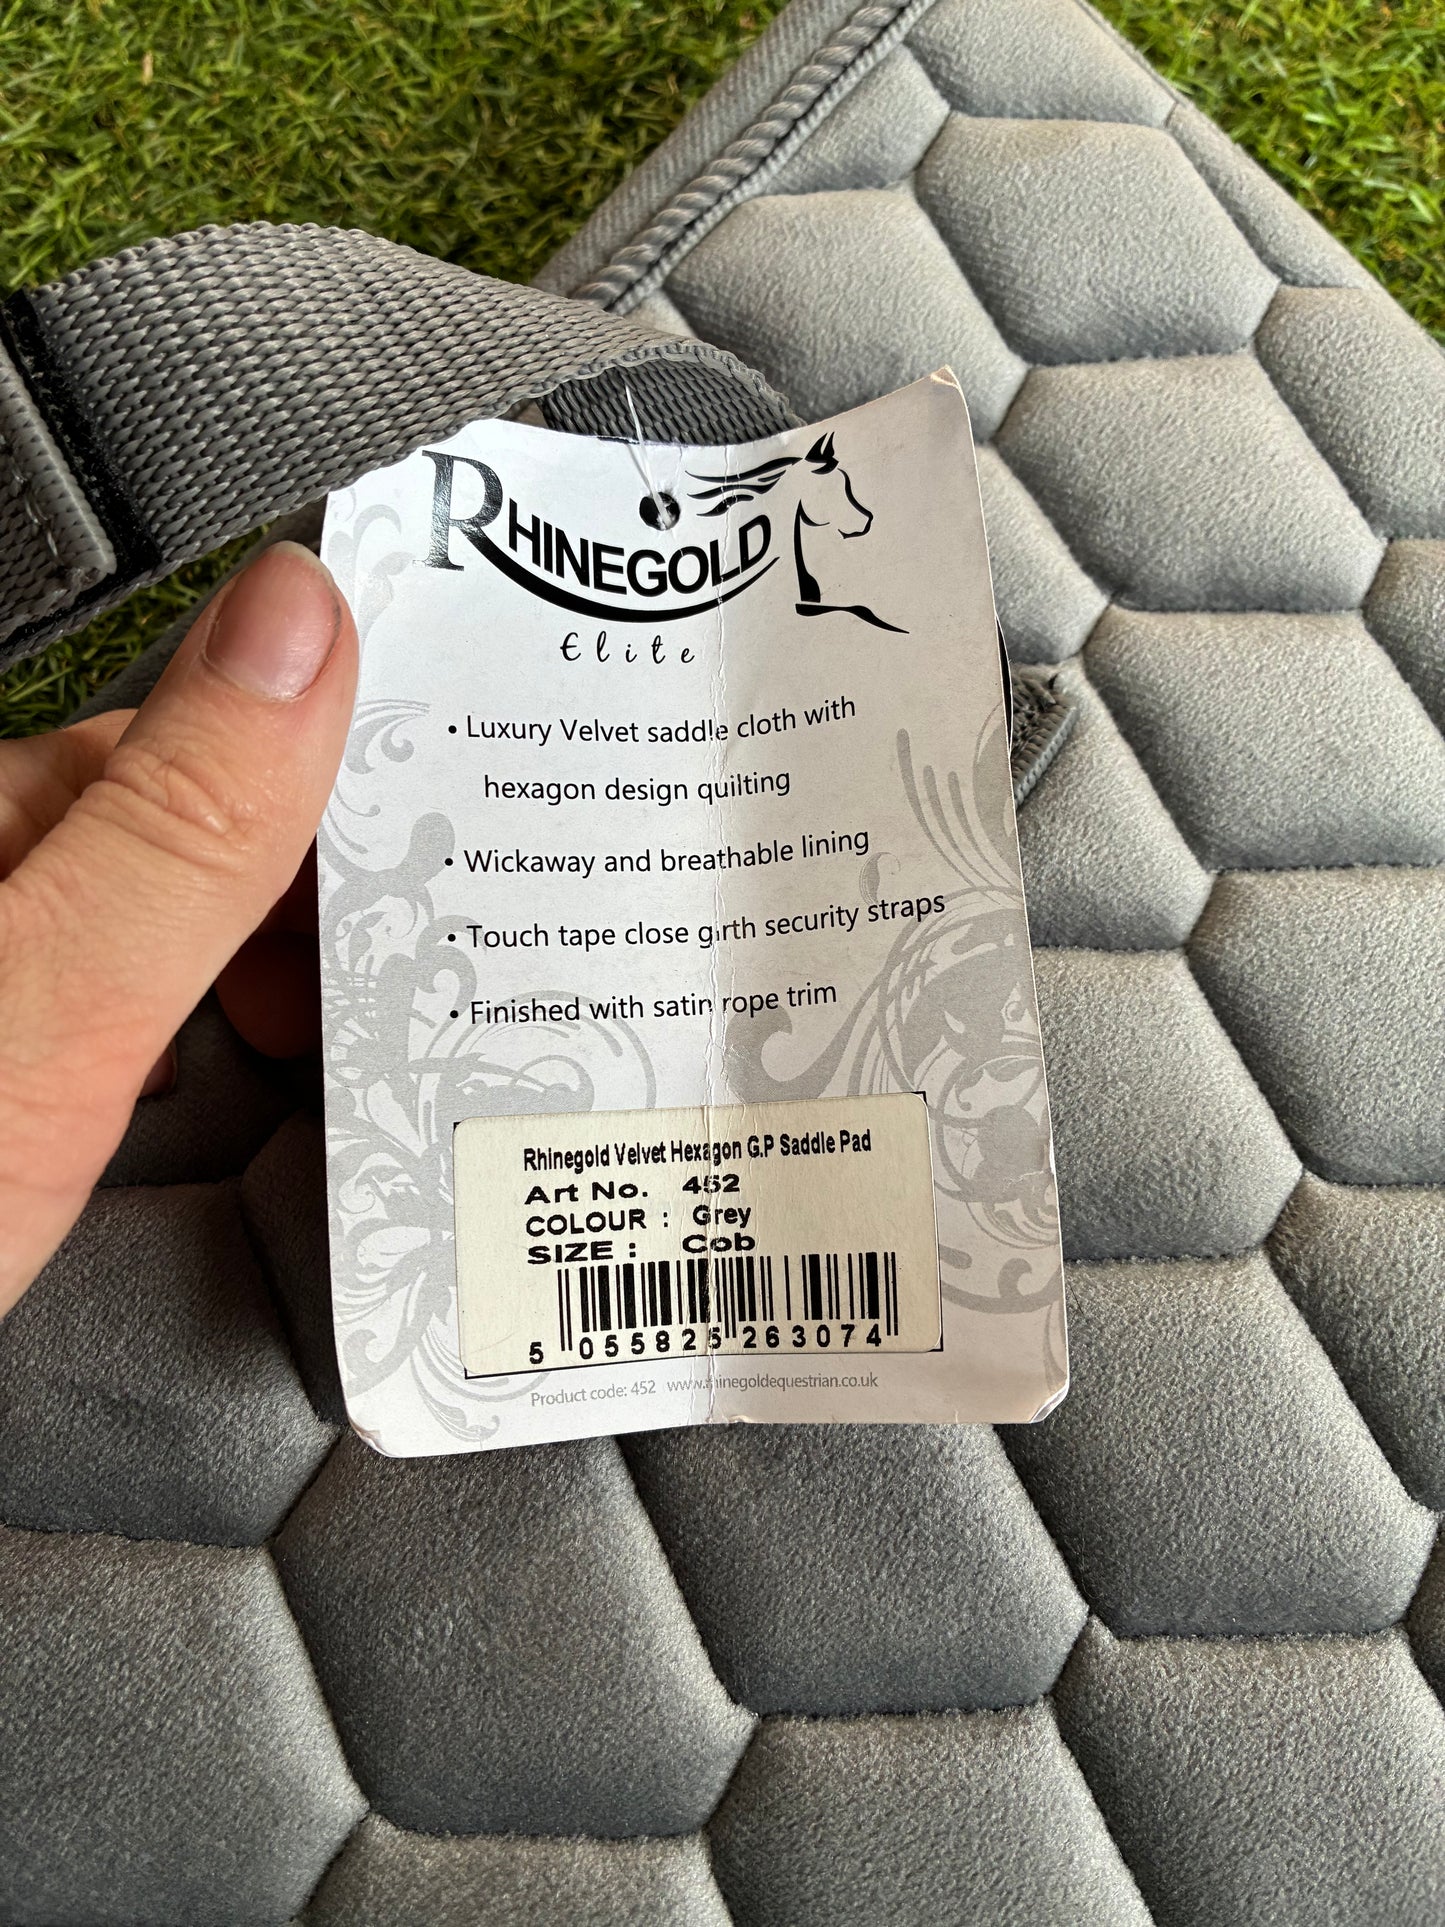 RHINEGOLD
Elite
• Luxury Velvet saddle cloth with
hexagon design quilting
• Wickaway and breathable lining
• Touch tape close girth security straps
• Finished with satin rope trim
Rhinegold Velvet Hexagon G.P Saddle Pad
Art No. 452
COLOUR : Grey
SIZE : Cob
5 055825 263074
Product code: 452 www.rhinegoldequestrian.co.uk